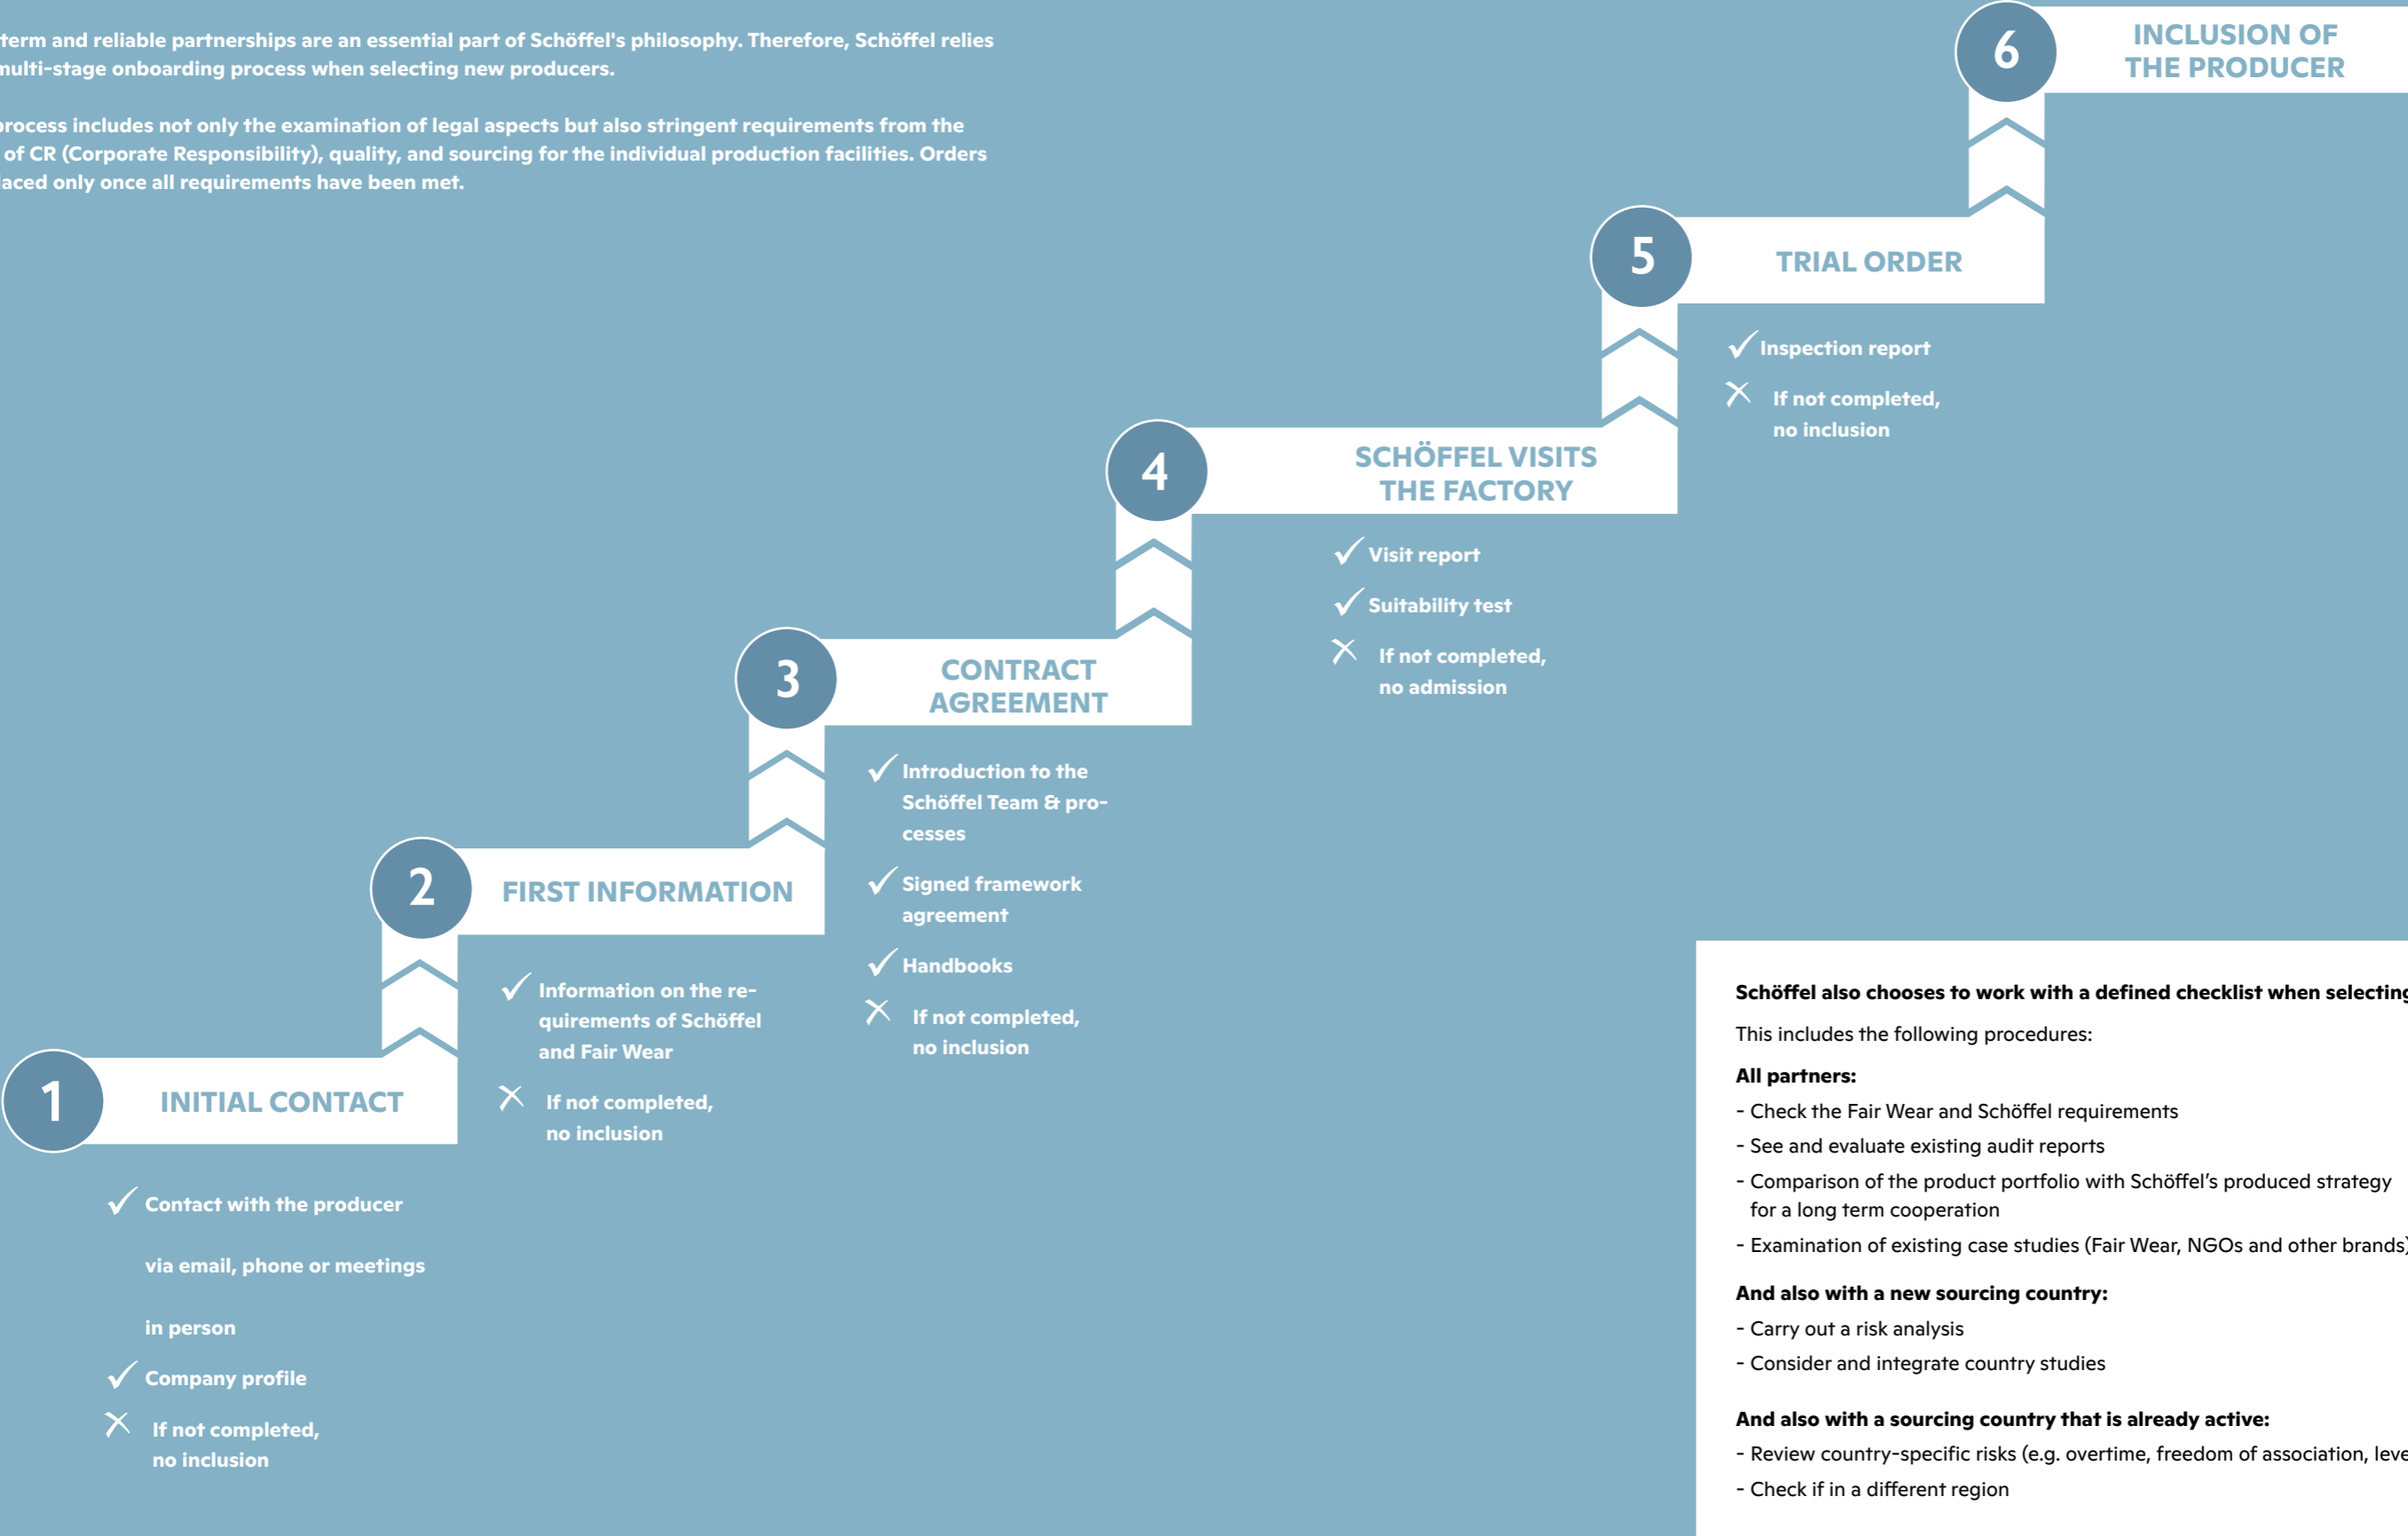 term and reliable partnerships are an essential part of Schöffel's philosophy. Therefore, Schöffel relies
multi-stage onboarding process when selecting new producers.
process includes not only the examination of legal aspects but also stringent requirements from the
of CR (Corporate Responsibility), quality, and sourcing for the individual production facilities. Orders
only once all requirements have been met.
1
INITIAL CONTACT
Contact with the producer
via email, phone or meetings
in person
Company profile
If not completed,
no inclusion
2
FIRST INFORMATION
Information on the re-
quirements of Schöffel
and Fair Wear
If not completed,
no inclusion
3
CONTRACT
AGREEMENT
Introduction to the
Schöffel Team & pro-
cesses
Signed framework
agreement
Handbooks
If not completed,
no inclusion
4
SCHÖFFEL VISITS
THE FACTORY
Visit report
Suitability test
If not completed,
no admission
5
TRIAL ORDER
Inspection report
If not completed,
no inclusion
6
INCLUSION OF
THE PRODUCER
Schöffel also chooses to work with a defined checklist when selecting
This includes the following procedures:
All partners:
- Check the Fair Wear and Schöffel requirements
- See and evaluate existing audit reports
- Comparison of the product portfolio with Schöffel's produced strategy
for a long term cooperation
- Examination of existing case studies (Fair Wear, NGOs and other brands)
And also with a new sourcing country:
- Carry out a risk analysis
- Consider and integrate country studies
And also with a sourcing country that is already active:
- Review country-specific risks (e.g. overtime, freedom of association,
- Check if in a different region